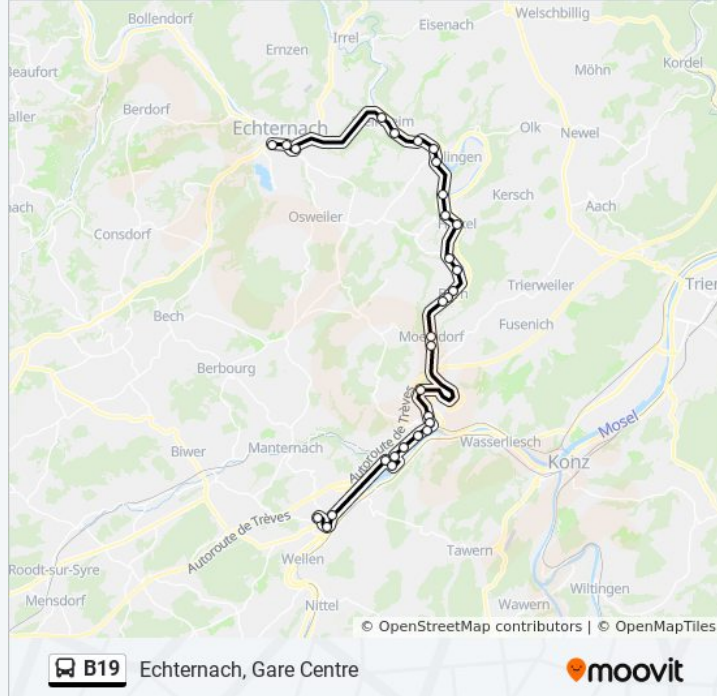 Bollendorf
Welschbillig
Irrel
Eisenach
Ernzen
Kordel
Möhn
Berdorf
Echternach
Olk
Newel
Kersch
Aach
Osweiler
Consdorf
Trierweiler
Bech
Fusenich
Berbourg
Autoroute de Trèves
Mosel
Wasserliesch
Manternach
Biwer
Konz
Autoroute de Trèves
Wellen
Tawern
Roodt-sur-Syre
Wiltingen
Mensdorf
Nittel
Wawern
© OpenStreetMap contributors | © OpenMapTiles
B19 Echternach, Gare Centre
moovit